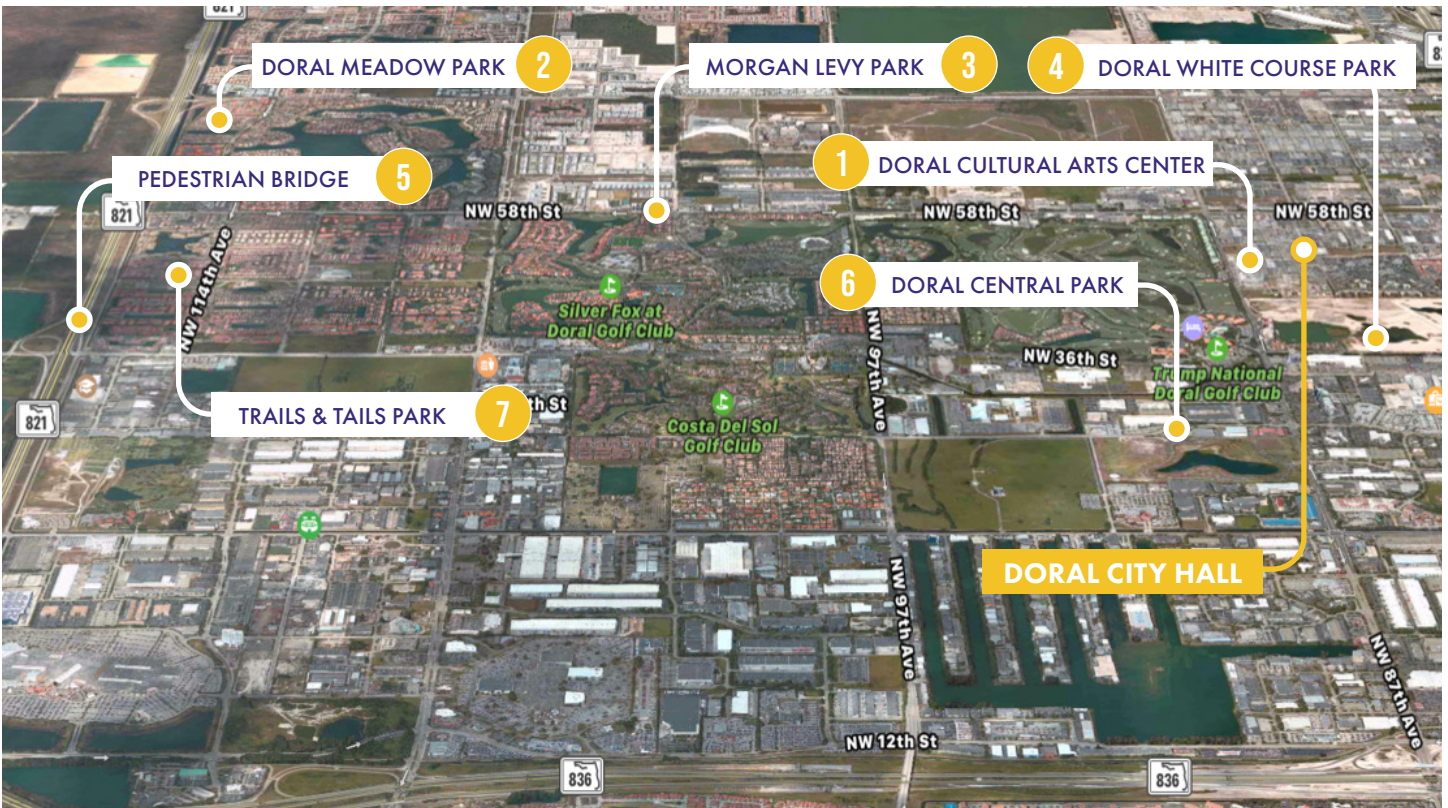 821
82
DORAL MEADOW PARK 2
MORGAN LEVY PARK 3
4 DORAL WHITE COURSE PARK
1 DORAL CULTURAL ARTS CENTER
PEDESTRIAN BRIDGE 5
821
NW 58th St
NW 58th St
NW 58th St
NW 114th Ave
6 DORAL CENTRAL PARK
Silver Fox at
Doral Golf Club
NW 97th Ave
NW 36th St
Trump National
Doral Golf Club
TRAILS & TAILS PARK 7
th St
821
Costa Del Sol
Golf Club
DORAL CITY HALL
NW 97th Ave
NW 87th Ave
NW 12th St
836
836